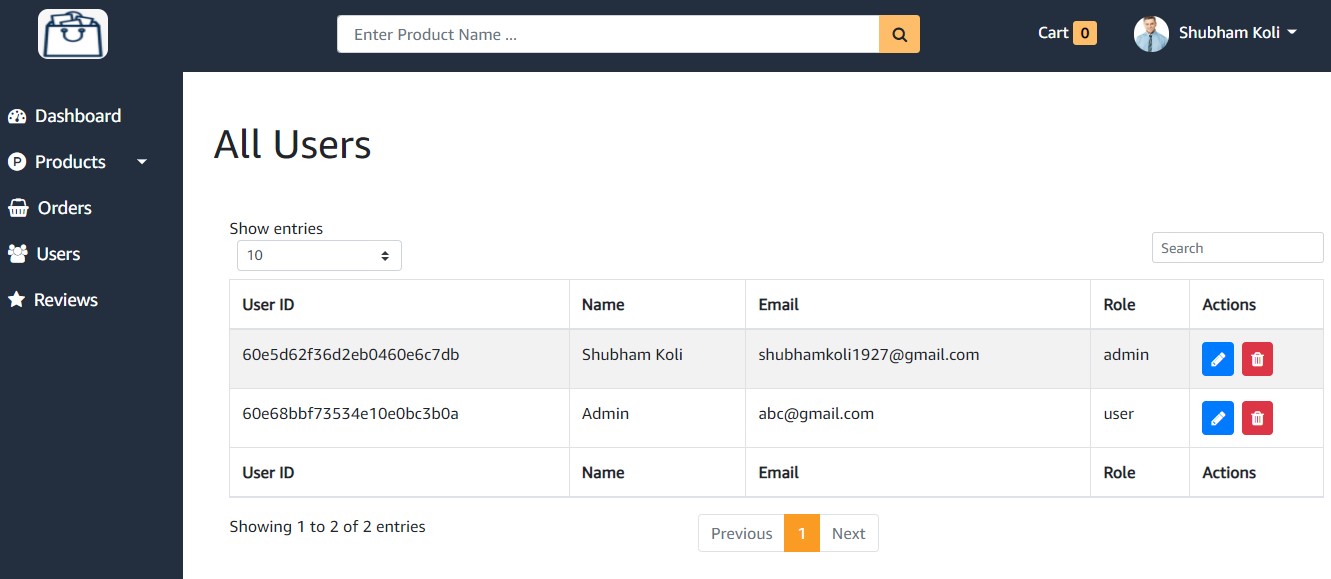 Enter Product Name ...
Cart 0
Shubham Koli
Dashboard
Products
Orders
Users
Reviews
All Users
Show entries
10
Search
User ID Name Email Role Actions
60e5d62f36d2eb0460e6c7db Shubham Koli shubhamkoli1927@gmail.com admin
60e68bbf73534e10e0bc3b0a Admin abc@gmail.com user
User ID Name Email Role Actions
Showing 1 to 2 of 2 entries
Previous 1 Next